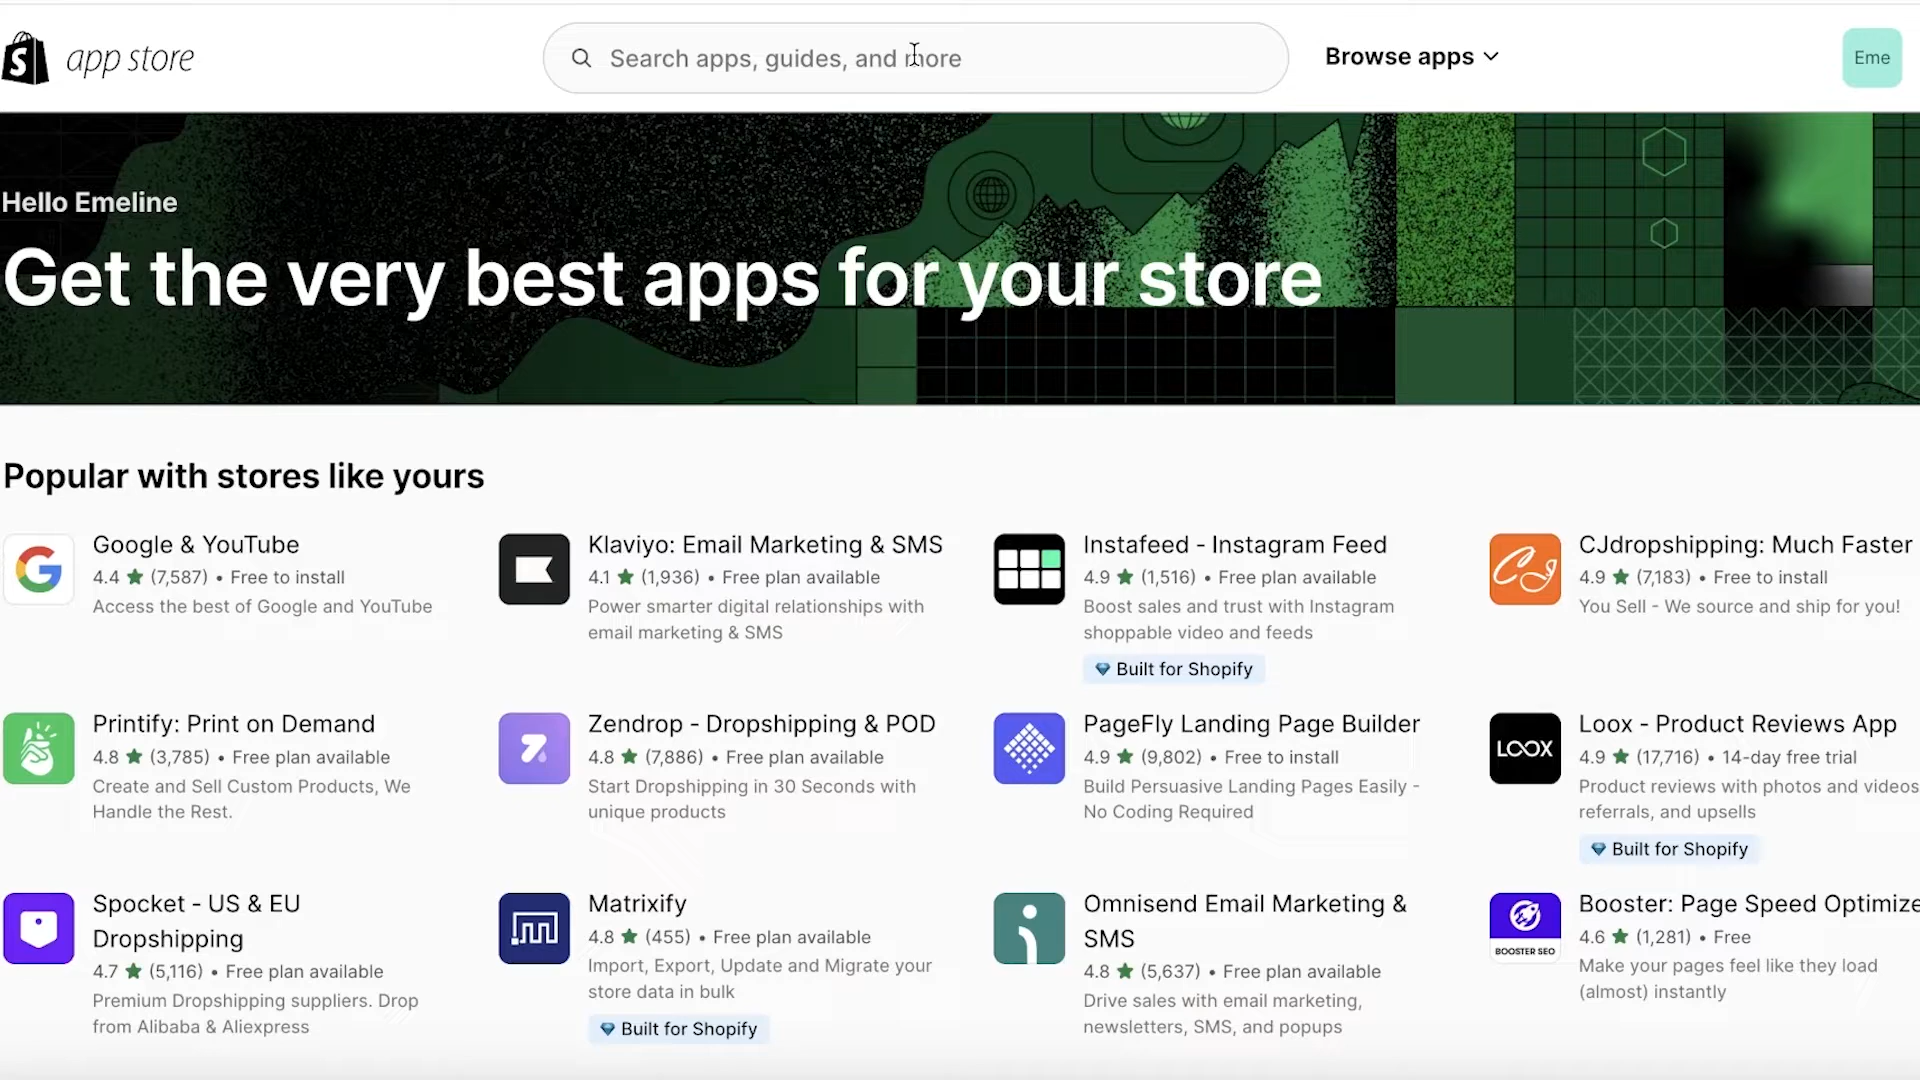 S app store
Search apps, guides, and more
Browse apps
Eme
Hello Emeline
Get the very best apps for your store
Popular with stores like yours
Google & YouTube
4.4 ★ (7,587) • Free to install
Access the best of Google and YouTube
Klaviyo: Email Marketing & SMS
4.1 ★ (1,936) • Free plan available
Power smarter digital relationships with
email marketing & SMS
Instafeed - Instagram Feed
4.9 ★ (1,516) • Free plan available
Boost sales and trust with Instagram
shoppable video and feeds
Built for Shopify
CJdropshipping: Much Faster
4.9 ★ (7,183) • Free to install
You Sell - We source and ship for you!
Printify: Print on Demand
4.8 ★ (3,785) • Free plan available
Create and Sell Custom Products, We
Handle the Rest.
Zendrop - Dropshipping & POD
4.8 ★ (7,886) • Free plan available
Start Dropshipping in 30 Seconds with
unique products
PageFly Landing Page Builder
4.9 ★ (9,802) • Free to install
Build Persuasive Landing Pages Easily -
No Coding Required
LOOX
Loox - Product Reviews App
4.9 ★ (17,716) • 14-day free trial
Product reviews with photos and videos
referrals, and upsells
Built for Shopify
Spocket - US & EU
Dropshipping
4.7 ★ (5,116) • Free plan available
Premium Dropshipping suppliers. Drop
from Alibaba & Aliexpress
Matrixify
4.8 ★ (455) • Free plan available
Import, Export, Update and Migrate your
store data in bulk
Built for Shopify
Omnisend Email Marketing &
SMS
4.8 ★ (5,637) • Free plan available
Drive sales with email marketing,
newsletters, SMS, and popups
BOOSTER SEO
Booster: Page Speed Optimize
4.6 ★ (1,281) • Free
Make your pages feel like they load
(almost) instantly